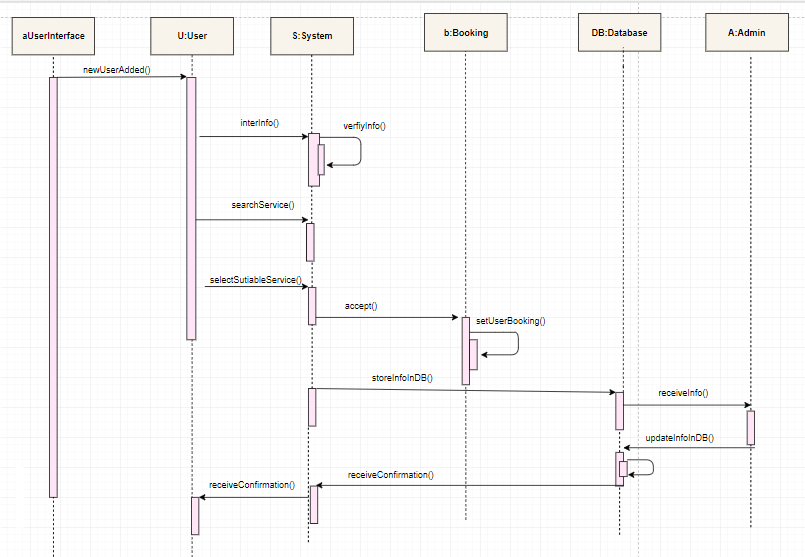 aUserInterface
U:User
S:System
b:Booking
DB:Database
A:Admin
newUserAdded()
interInfo()
verfiyInfo()
searchService()
selectSutiableService()
accept()
setUserBooking()
storeInfoInDB()
receiveInfo()
updateInfoInDB()
receiveConfirmation()
receiveConfirmation()